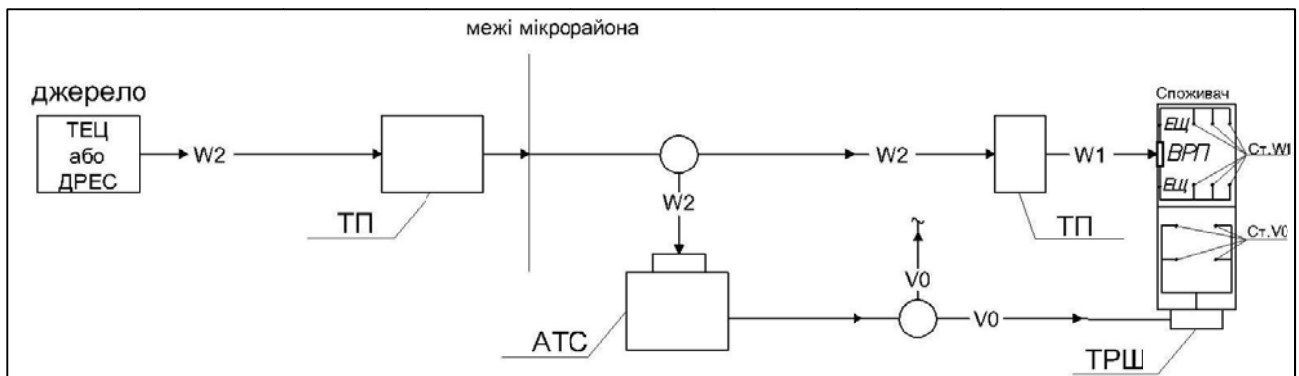 межі мікрорайона
джерело
ТЕЦ
або
ДРЕС
W2
ТП
W2
W2
ТП
W1
Споживач
ЕЩ
ВРП
ЕЩ
Ст.W1
Ст.V0
АТС
V0
V0
ТРШ